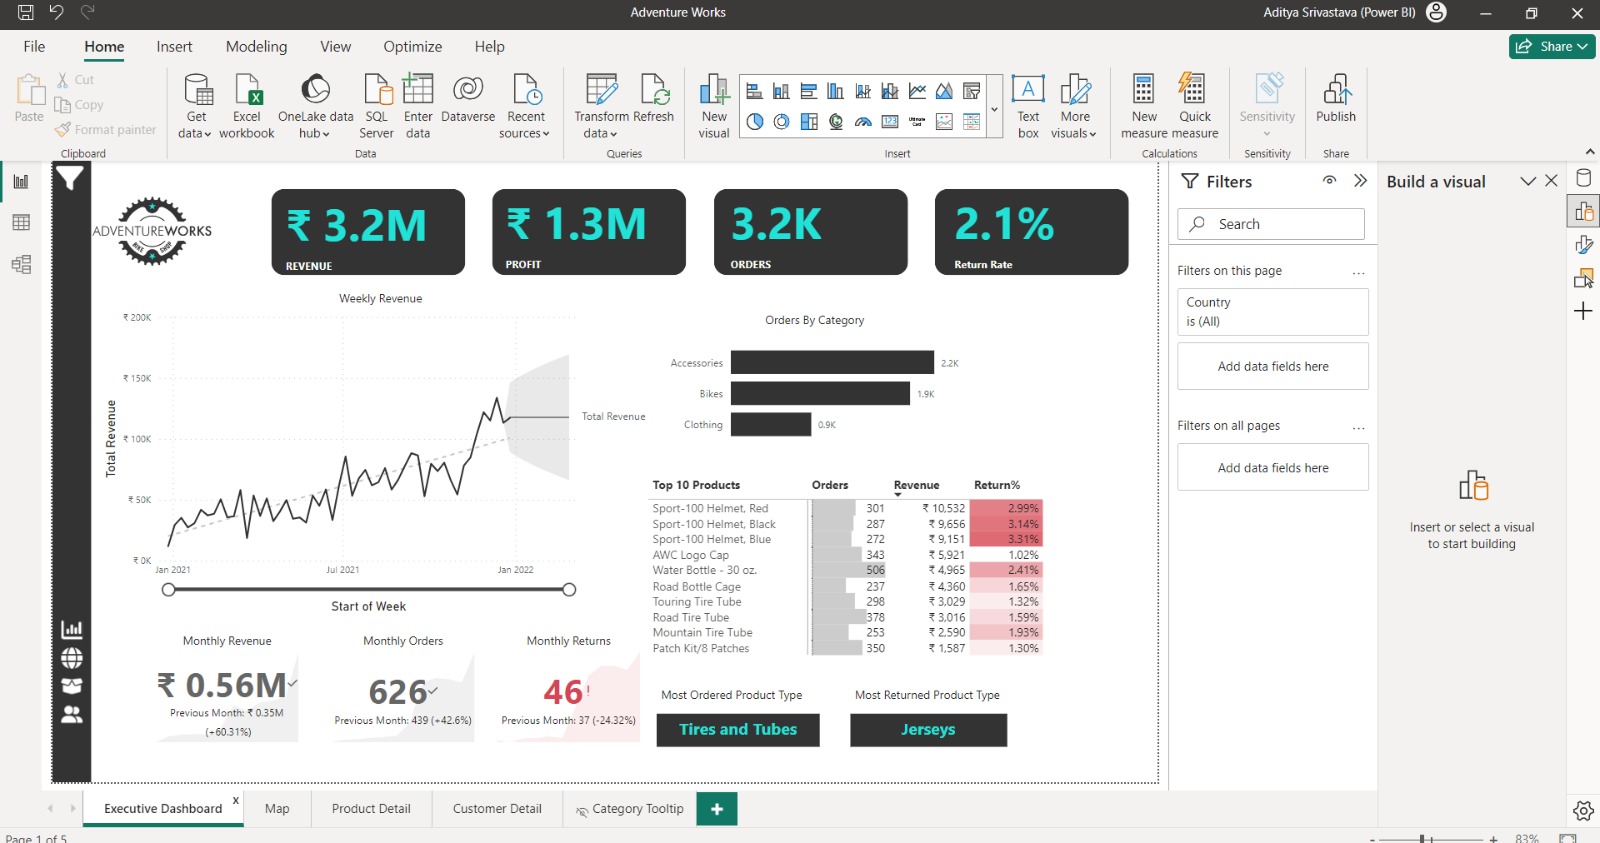 Adventure Works
Aditya Srivastava (Power BI)
File Home Insert Modeling View Optimize Help
Share
Paste
Cut
Copy
Format painter
Clipboard
Get data
Excel workbook
OneLake data hub
SQL Server
Enter data
Dataverse
Recent sources
Data
Transform data
Refresh
Queries
New visual
123
Ultimate Card
Insert
A
Text box
More visuals
New measure
Quick measure
Calculations
Sensitivity
Sensitivity
Publish
Share
ADVENTUREWORKS
BIKE SHOP
₹ 3.2M
REVENUE
₹ 1.3M
PROFIT
3.2K
ORDERS
2.1%
Return Rate
Weekly Revenue
Total Revenue
₹ 200K
₹ 150K
₹ 100K
₹ 50K
₹ 0K
Jan 2021 Jul 2021 Jan 2022
Total Revenue
Start of Week
Orders By Category
Accessories 2.2K
Bikes 1.9K
Clothing 0.9K
Top 10 Products Orders Revenue Return%
Sport-100 Helmet, Red 301 ₹ 10,532 2.99%
Sport-100 Helmet, Black 287 ₹ 9,656 3.14%
Sport-100 Helmet, Blue 272 ₹ 9,151 3.31%
AWC Logo Cap 343 ₹ 5,921 1.02%
Water Bottle - 30 oz. 506 ₹ 4,965 2.41%
Road Bottle Cage 237 ₹ 4,360 1.65%
Touring Tire Tube 298 ₹ 3,029 1.32%
Road Tire Tube 378 ₹ 3,016 1.59%
Mountain Tire Tube 253 ₹ 2,590 1.93%
Patch Kit/8 Patches 350 ₹ 1,587 1.30%
Monthly Revenue
₹ 0.56M
Previous Month: ₹ 0.35M
(+60.31%)
Monthly Orders
626
Previous Month: 439 (+42.6%)
Monthly Returns
46!
Previous Month: 37 (-24.32%)
Most Ordered Product Type
Tires and Tubes
Most Returned Product Type
Jerseys
Filters
Search
Filters on this page ...
Country
is (All)
Add data fields here
Filters on all pages ...
Add data fields here
Build a visual
Insert or select a visual
to start building
Executive Dashboard x Map Product Detail Customer Detail Category Tooltip +
Page 1 of 5
- + 83%